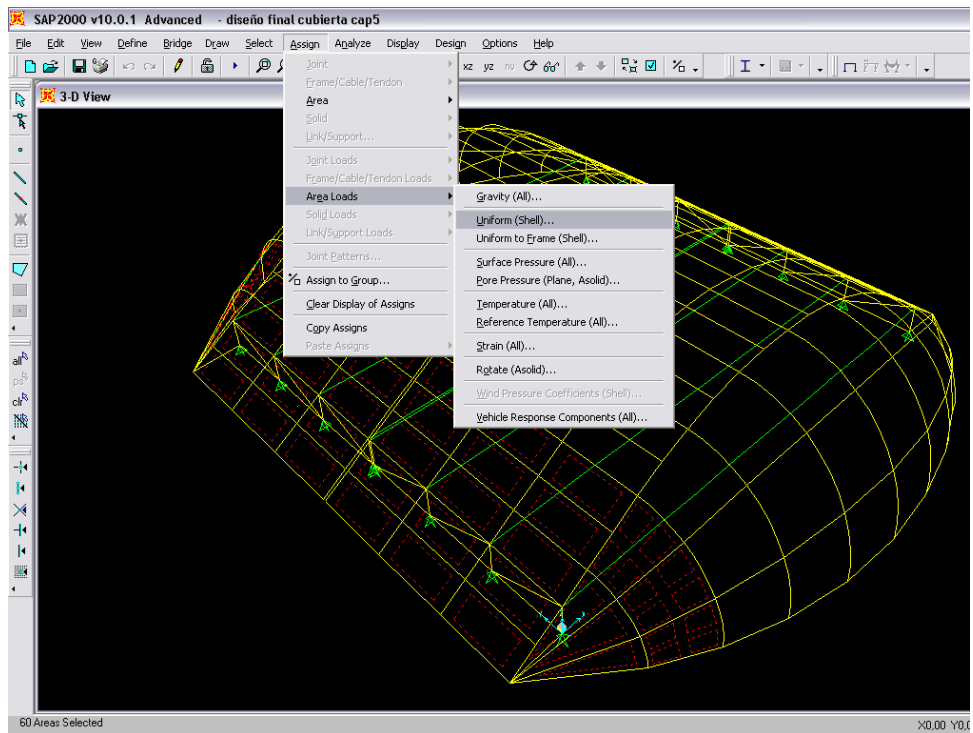 SAP2000 v10.0.1 Advanced - diseño final cubierta cap5
File Edit View Define Bridge Draw Select Assign Analyze Display Design Options Help
xz yz nv
3-D View
Joint
Frame/Cable/Tendon
Area
Solid
Link/Support...
Joint Loads
Frame/Cable/Tendon Loads
Area Loads
Solid Loads
Link/Support Loads
Joint Patterns...
Assign to Group...
Clear Display of Assigns
Copy Assigns
Paste Assigns
Gravity (All)...
Uniform (Shell)...
Uniform to Frame (Shell)...
Surface Pressure (All)...
Pore Pressure (Plane, Asolid)...
Temperature (All)...
Reference Temperature (All)...
Strain (All)...
Rotate (Asolid)...
Wind Pressure Coefficients (Shell)...
Vehicle Response Components (All)...
all
ps
clr
60 Areas Selected
X0,00 Y0,0